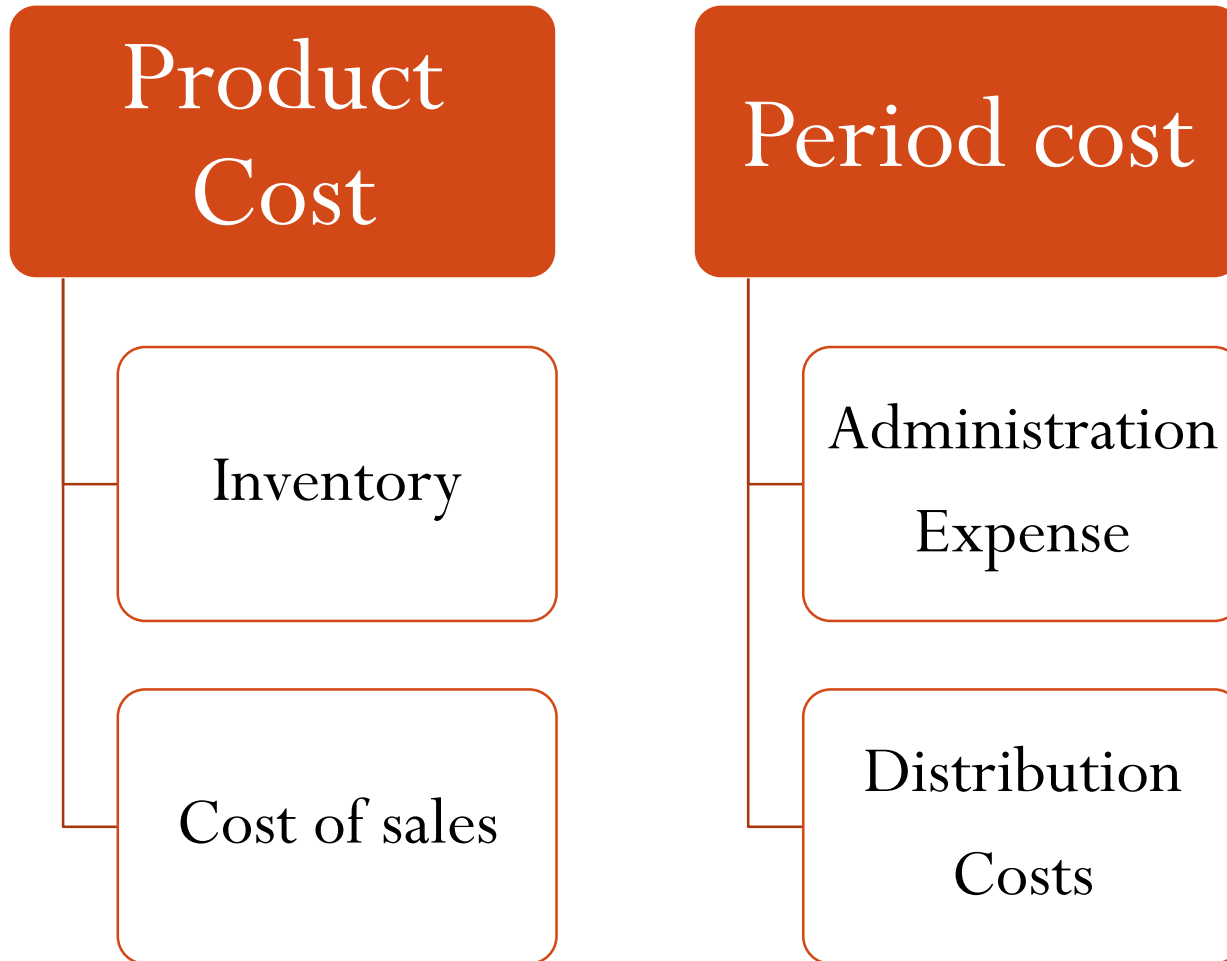 Product
Cost
Inventory
Cost of sales
Period cost
Administration
Expense
Distribution
Costs